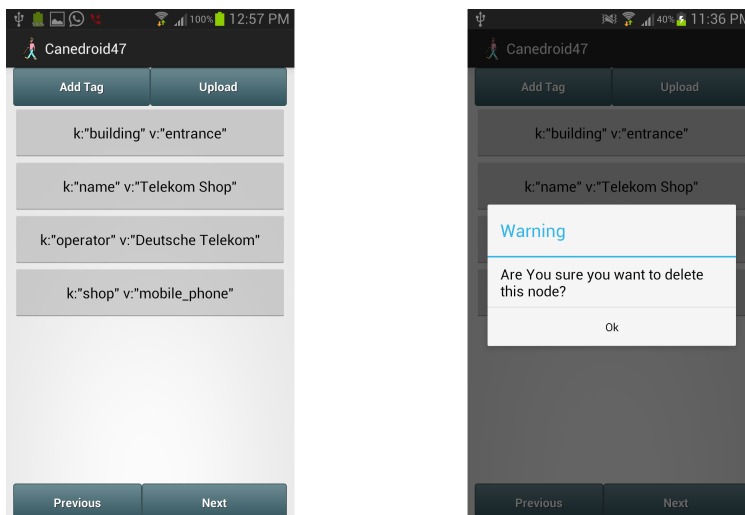 100% 12:57 PM
Canedroid47
Add Tag Upload
k:"building" v:"entrance"
k:"name" v:"Telekom Shop"
k:"operator" v:"Deutsche Telekom"
k:"shop" v:"mobile_phone"
Previous Next
40% 11:36 PM
Canedroid47
Add Tag Upload
k:"building" v:"entrance"
k:"name" v:"Telekom Shop"
Warning
Are You sure you want to delete
this node?
Ok
Previous Next